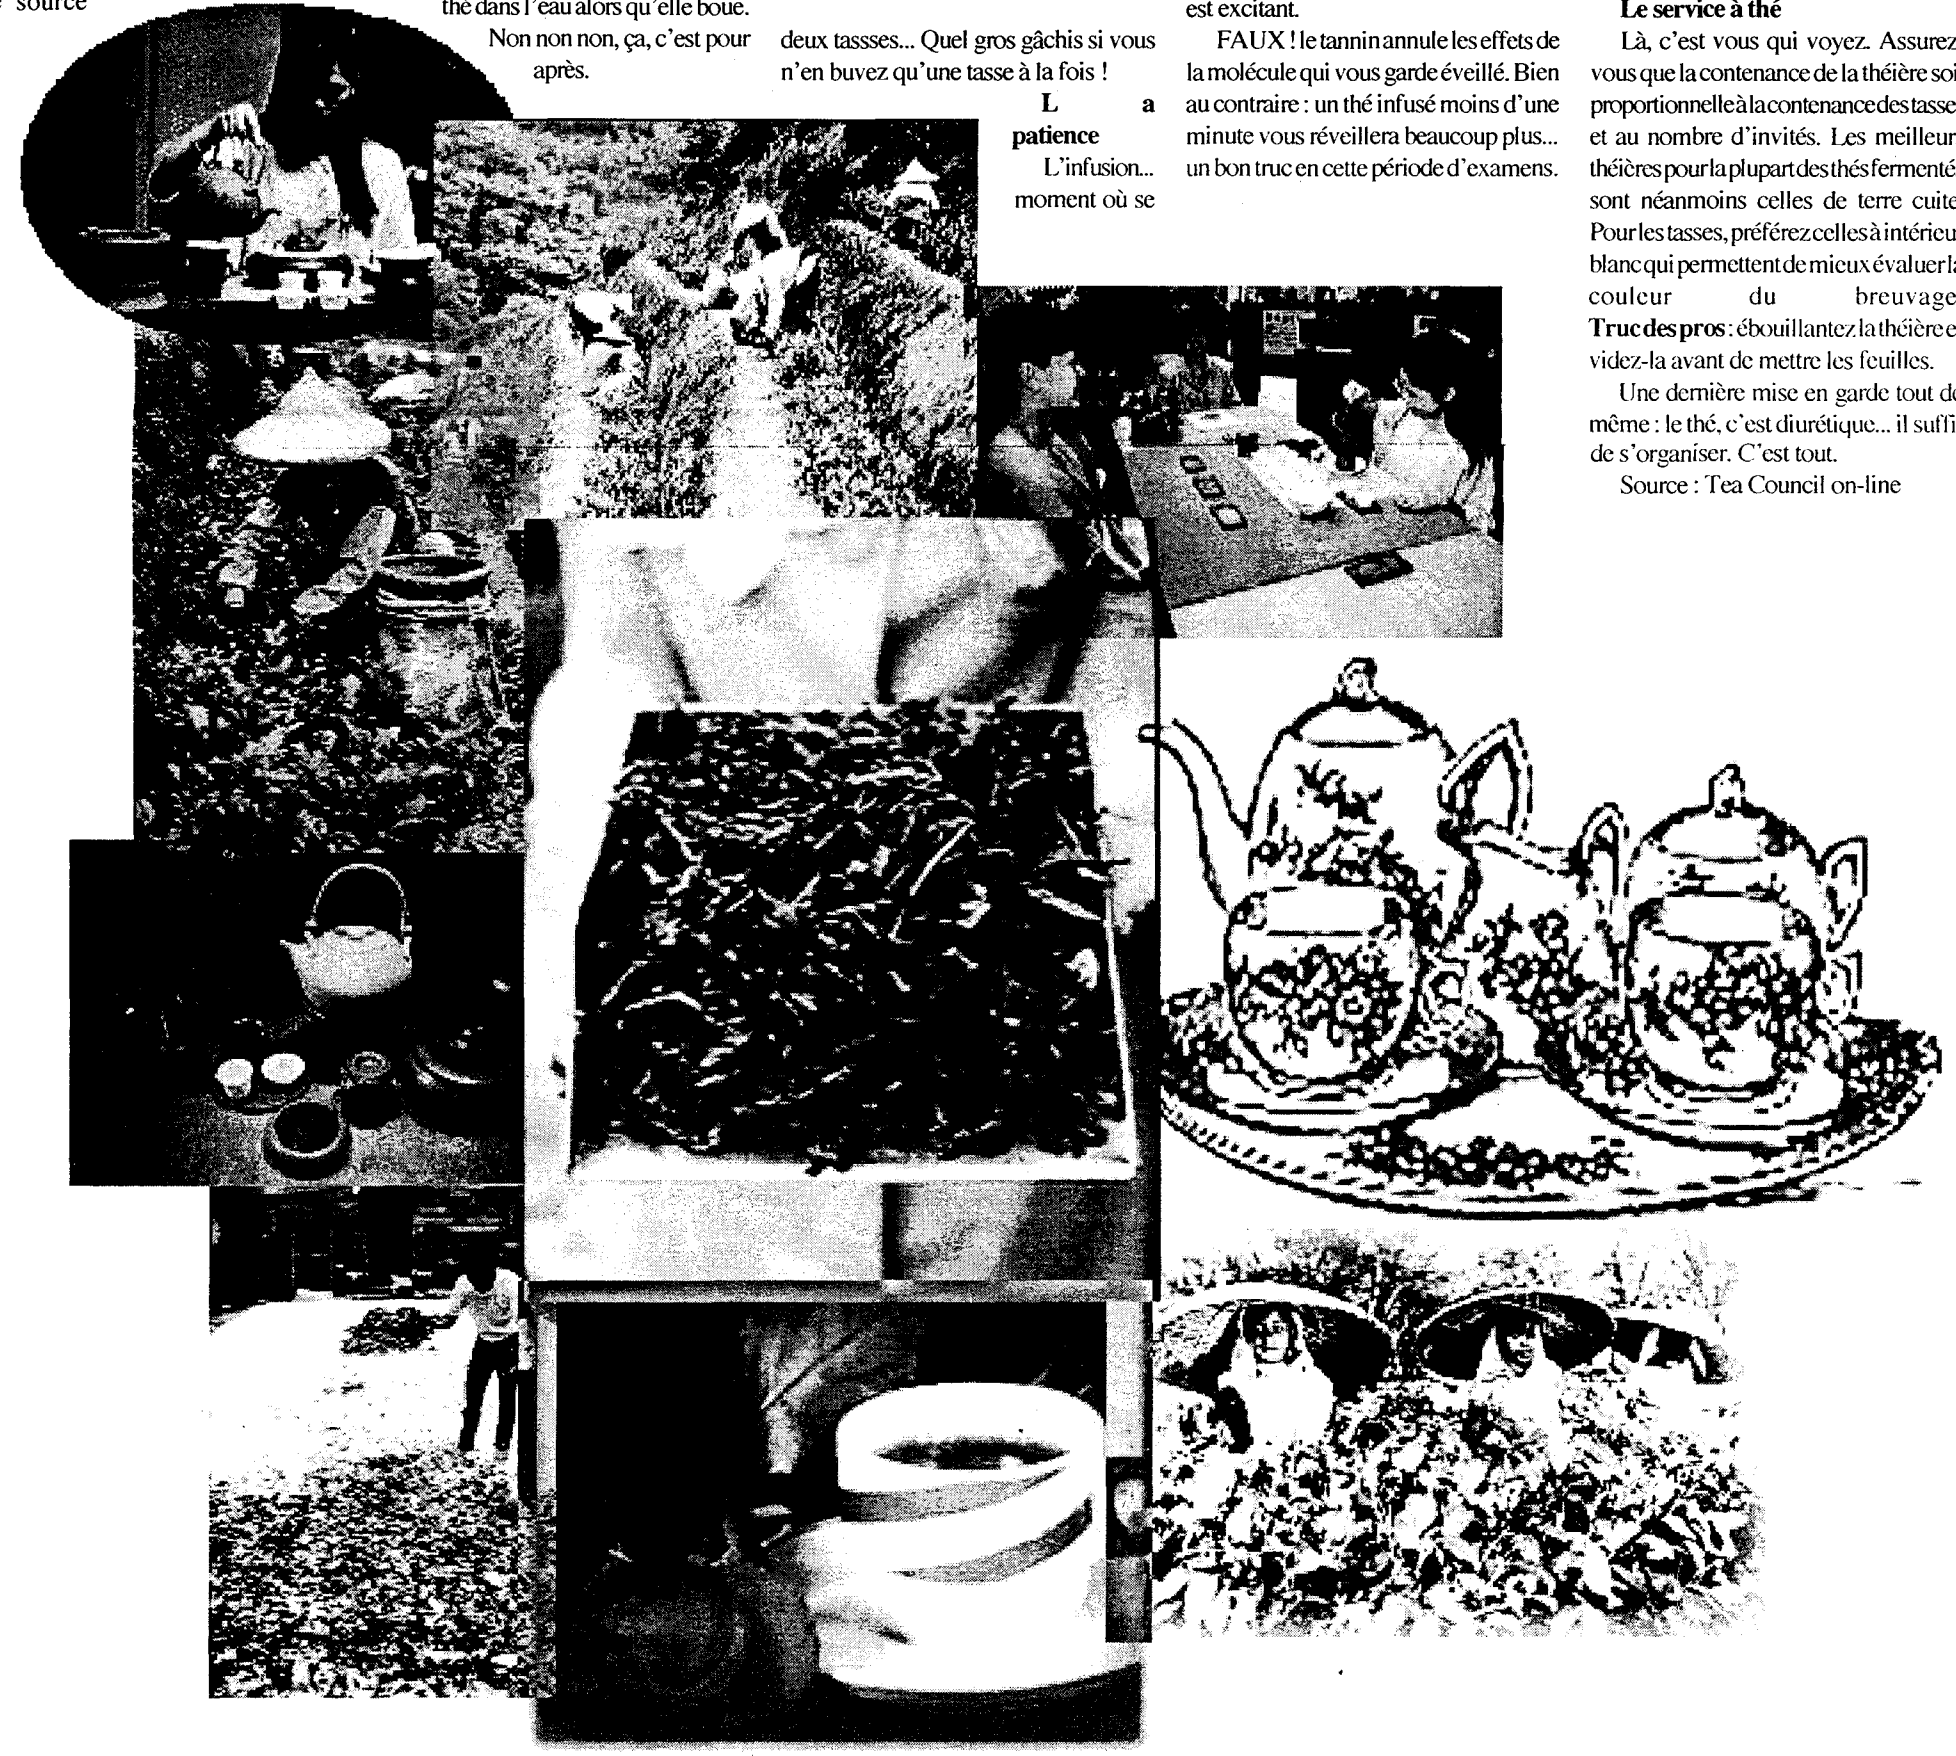 source
thé dans l'eau alors qu'elle boue.
Non non non, ça, c'est pour
après.
deux tassses... Quel gros gâchis si vous
n'en buvez qu'une tasse à la fois !
L a
patience
L'infusion...
moment où se
est excitant.
FAUX ! le tannin annule les effets de
la molécule qui vous garde éveillé. Bien
au contraire : un thé infusé moins d'une
minute vous réveillera beaucoup plus...
un bon truc en cette période d'examens.
Le service à thé
Là, c'est vous qui voyez. Assurez
vous que la contenance de la théière soi
proportionnelle à la contenance des tasse
et au nombre d'invités. Les meilleur
théières pour la plupart des thés fermenté
sont néanmoins celles de terre cuite
Pour les tasses, préférez celles à intérieu
blanc qui permettent de mieux évaluer la
couleur du breuvage
Truc des pros : ébouillantez la théière e
videz-la avant de mettre les feuilles.
Une dernière mise en garde tout de
même : le thé, c'est diurétique... il suffi
de s'organiser. C'est tout.
Source : Tea Council on-line